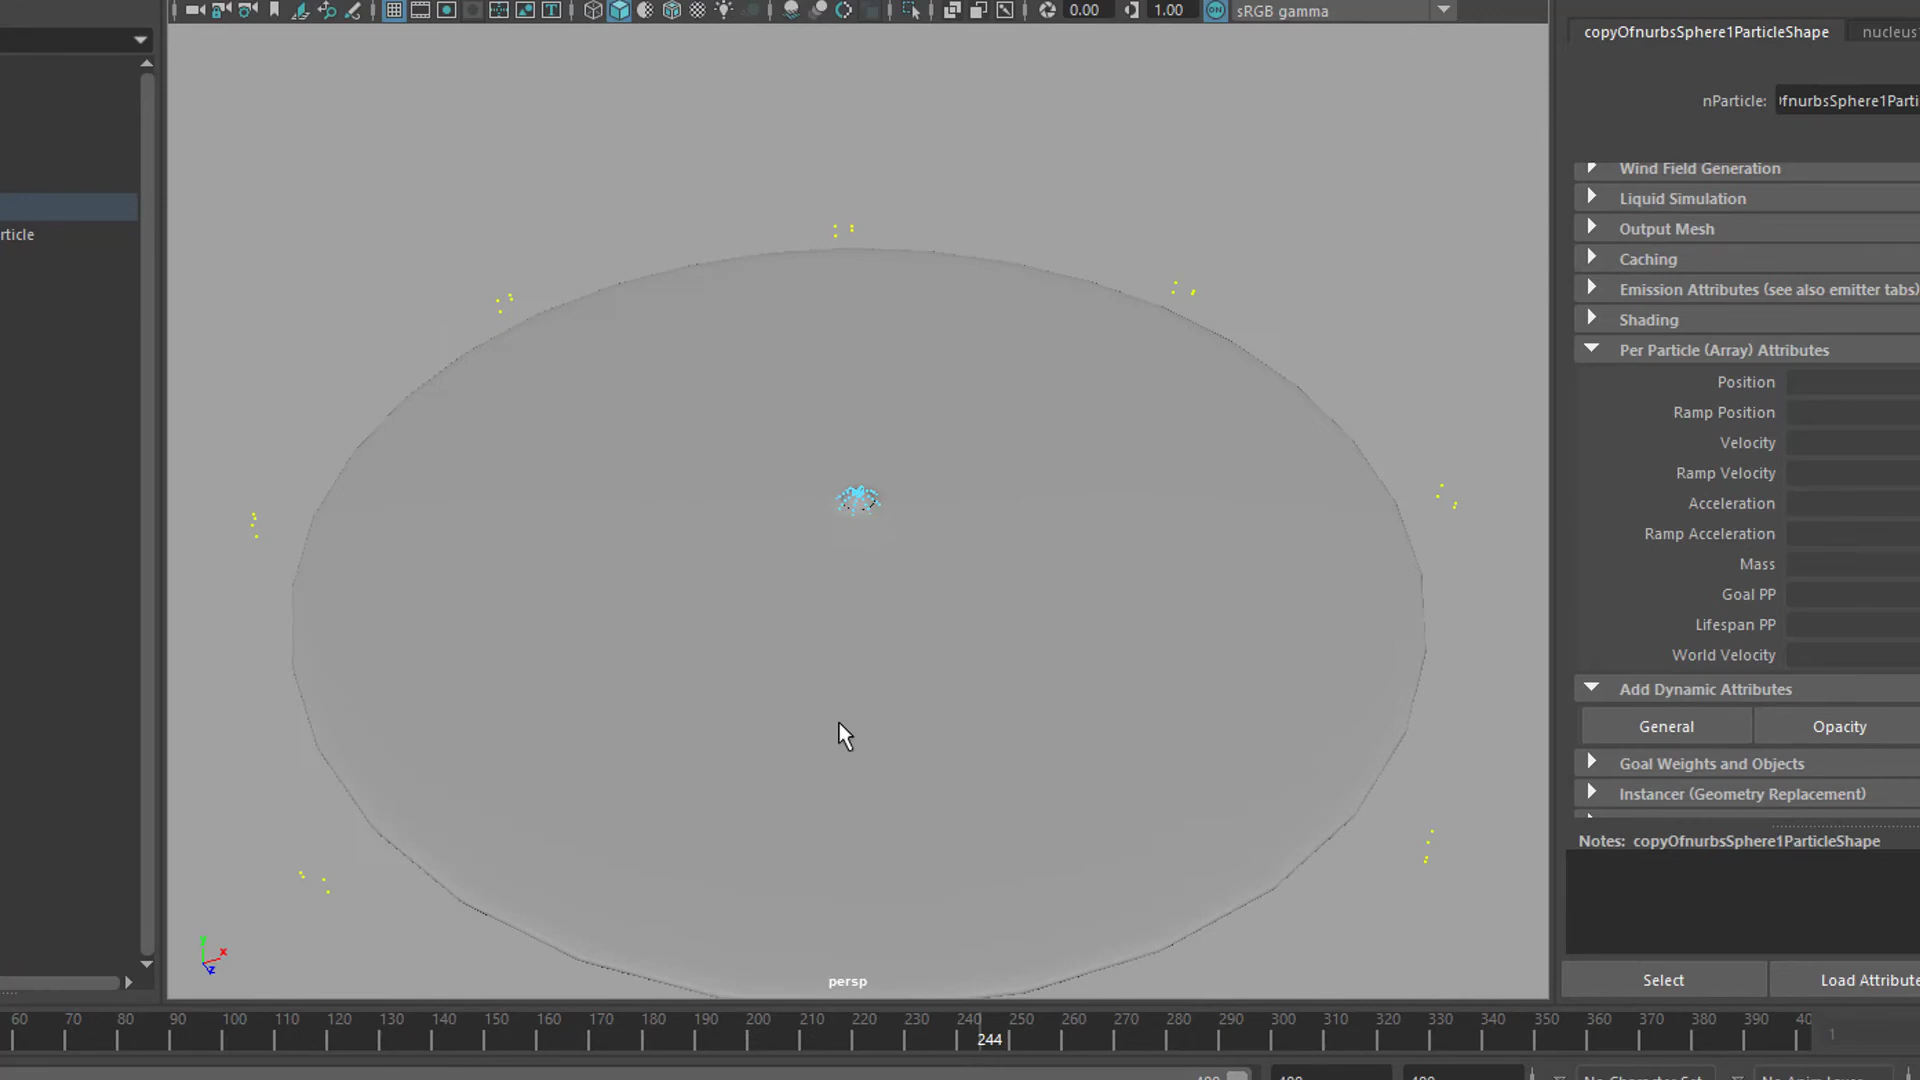 0.00
1.00
ON
sRGB gamma
copyOfnurbsSphere1ParticleShape
nucleus
nParticle:
fnurbsSphere1Parti
rticle
Wind Field Generation
Liquid Simulation
Output Mesh
Caching
Emission Attributes (see also emitter tabs)
Shading
Per Particle (Array) Attributes
Position
Ramp Position
Velocity
Ramp Velocity
Acceleration
Ramp Acceleration
Mass
Goal PP
Lifespan PP
World Velocity
Add Dynamic Attributes
General
Opacity
Goal Weights and Objects
Instancer (Geometry Replacement)
Notes: copyOfnurbsSphere1ParticleShape
x
z
persp
Select
Load Attribute
60 70 80 90 100 110 120 130 140 150 160 170 180 190 200 210 220 230 240 250 260 270 280 290 300 310 320 330 340 350 360 370 380 390 40
244
1